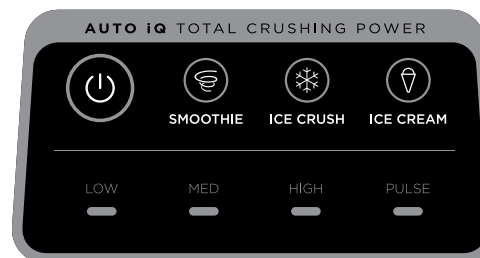 AUTO iQ TOTAL CRUSHING POWER
SMOOTHIE ICE CRUSH ICE CREAM
LOW MED HIGH PULSE